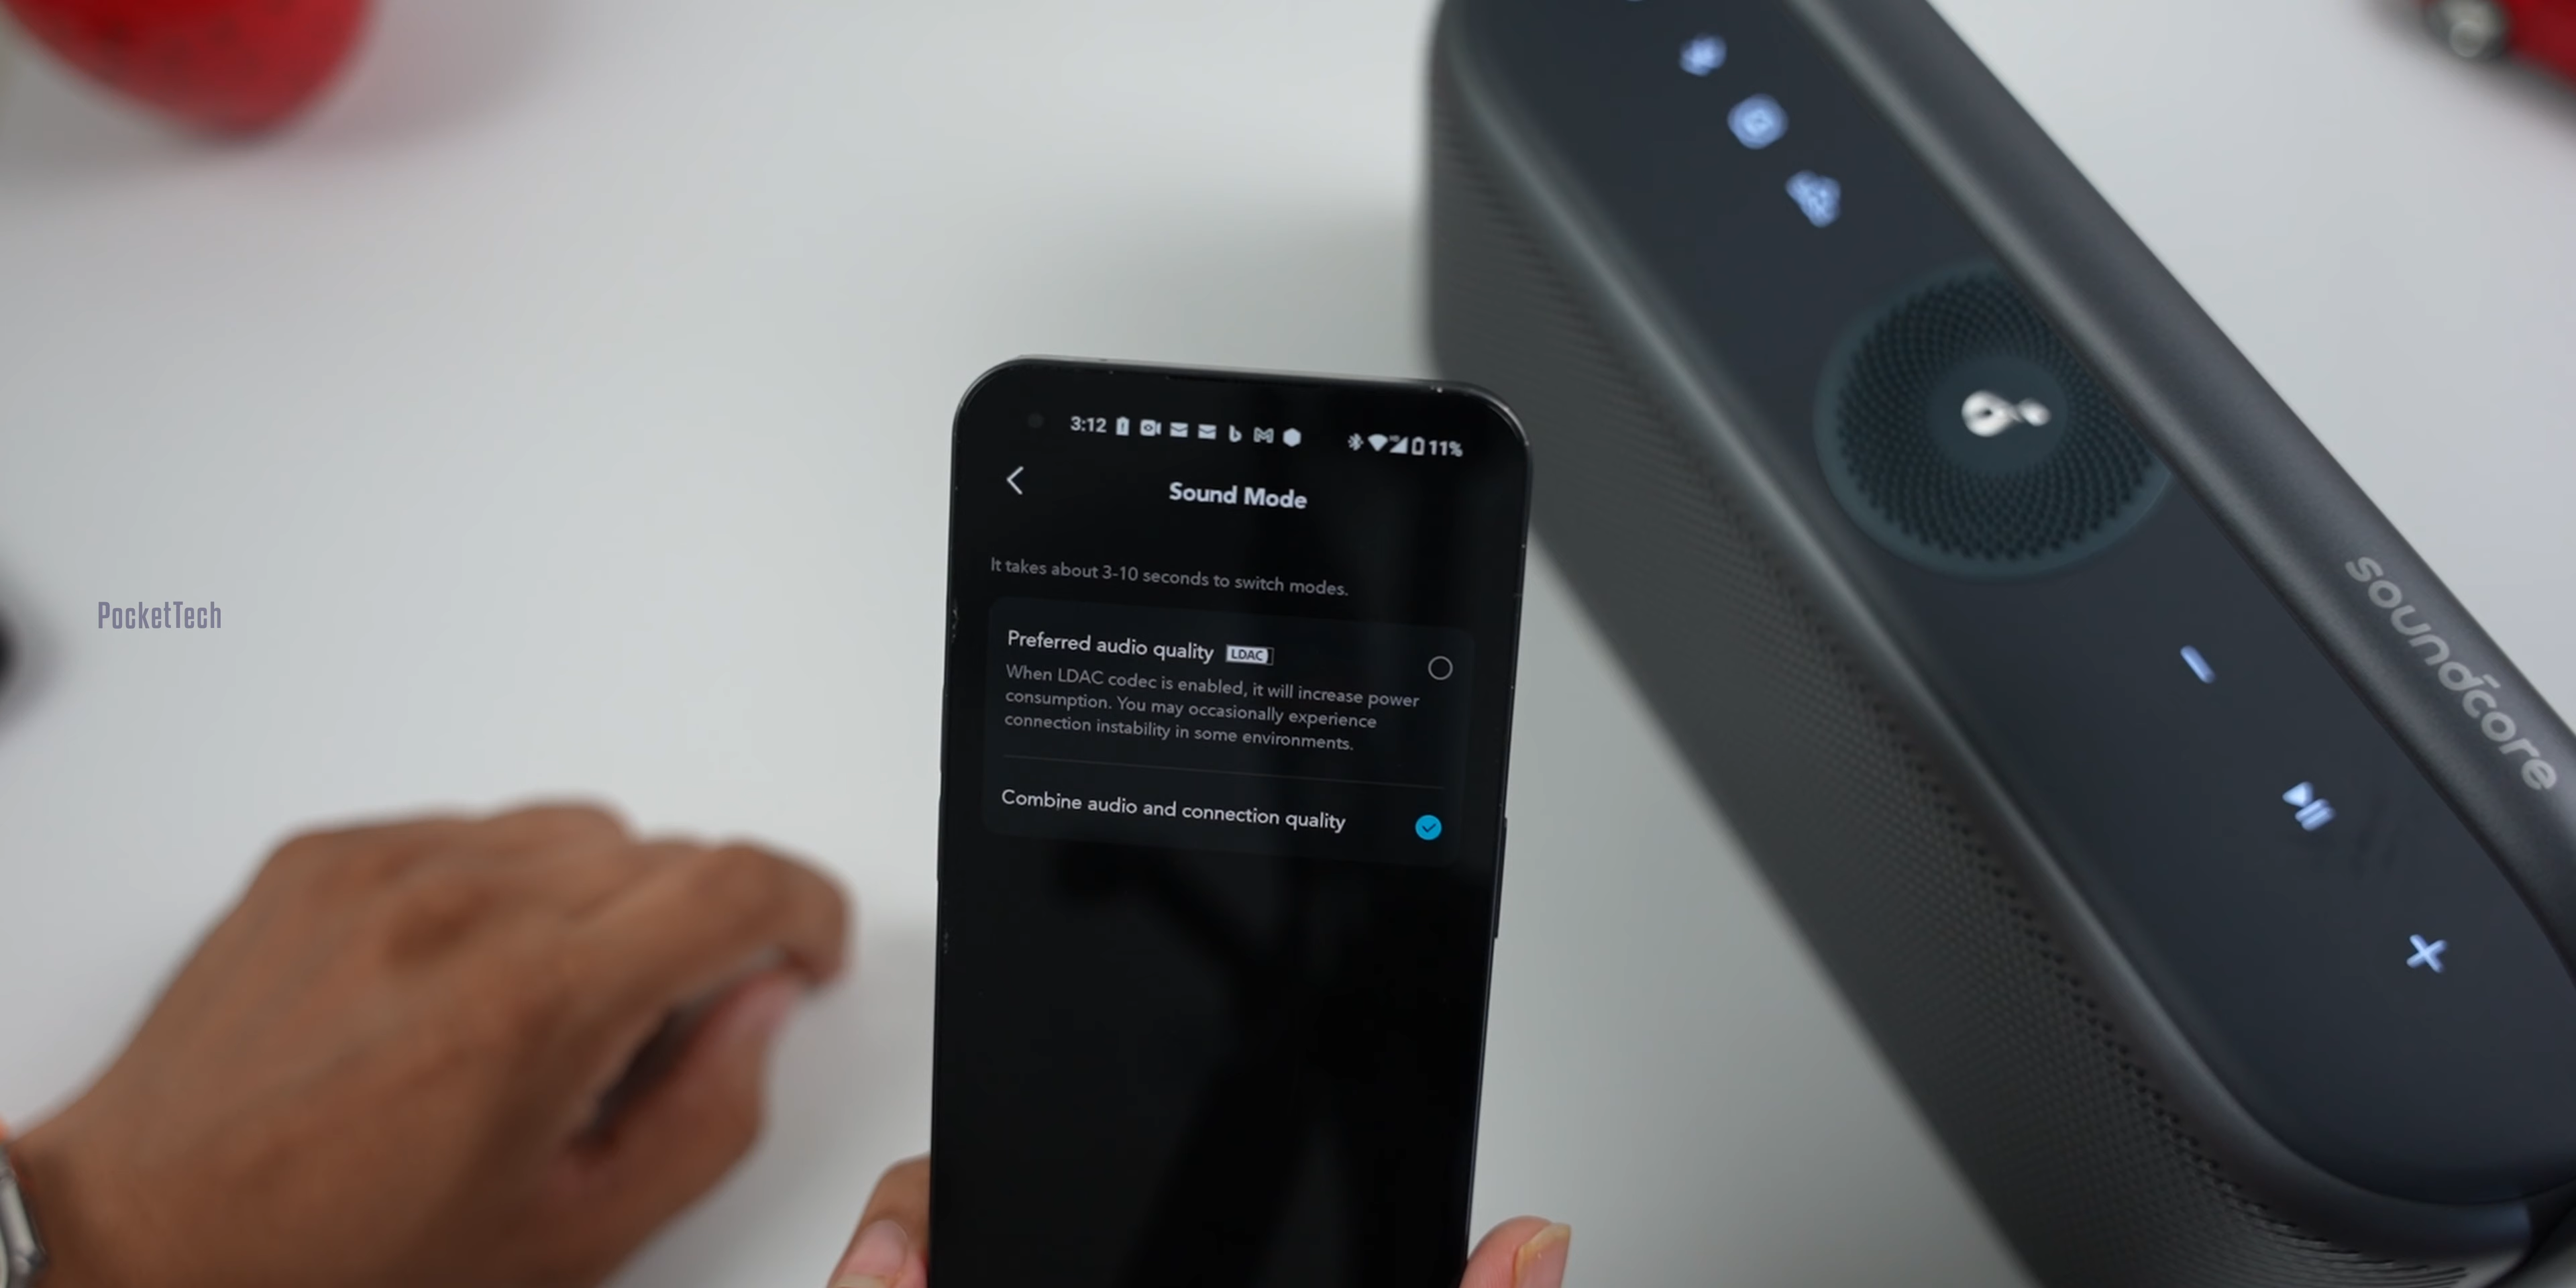 3:12
11%
Sound Mode
It takes about 3-10 seconds to switch modes.
Preferred audio quality LDAC
When LDAC codec is enabled, it will increase power
consumption. You may occasionally experience
connection instability in some environments.
Combine audio and connection quality
soundcore
PocketTech